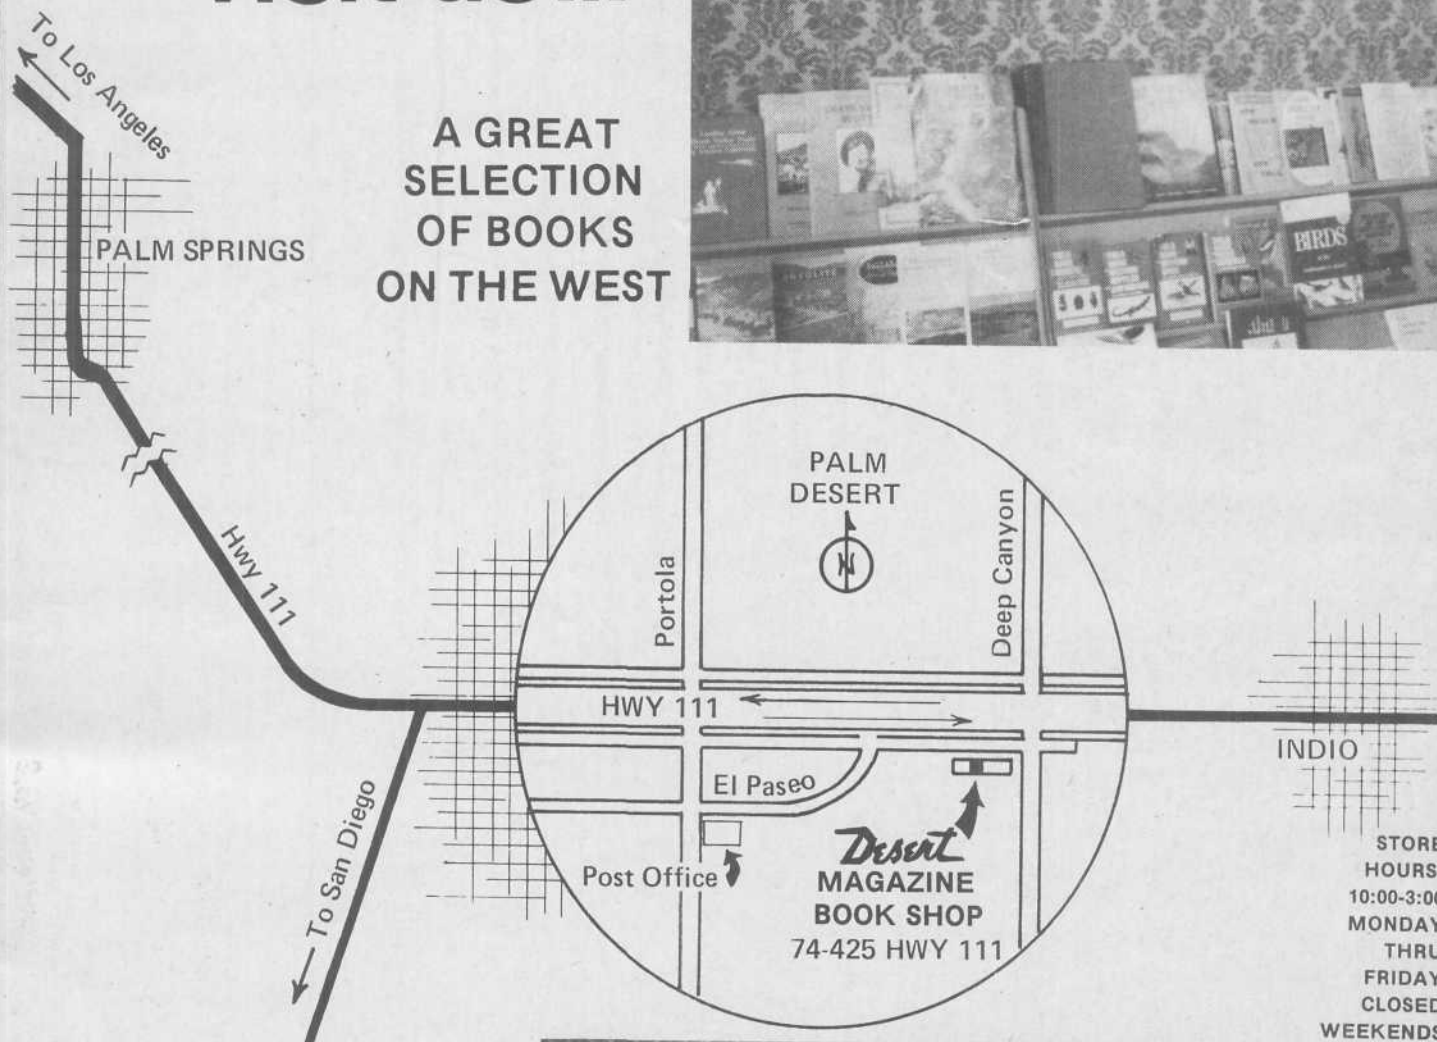 To Los Angeles
A GREAT
SELECTION
OF BOOKS
ON THE WEST
PALM SPRINGS
BIRDS
Hwy 111
PALM
DESERT
N
Portola
Deep Canyon
HWY 111
INDIO
El Paseo
To San Diego
Post Office
Desert
MAGAZINE
BOOK SHOP
74-425 HWY 111
STORE
HOURS
10:00-3:00
MONDAY
THRU
FRIDAY
CLOSED
WEEKENDS